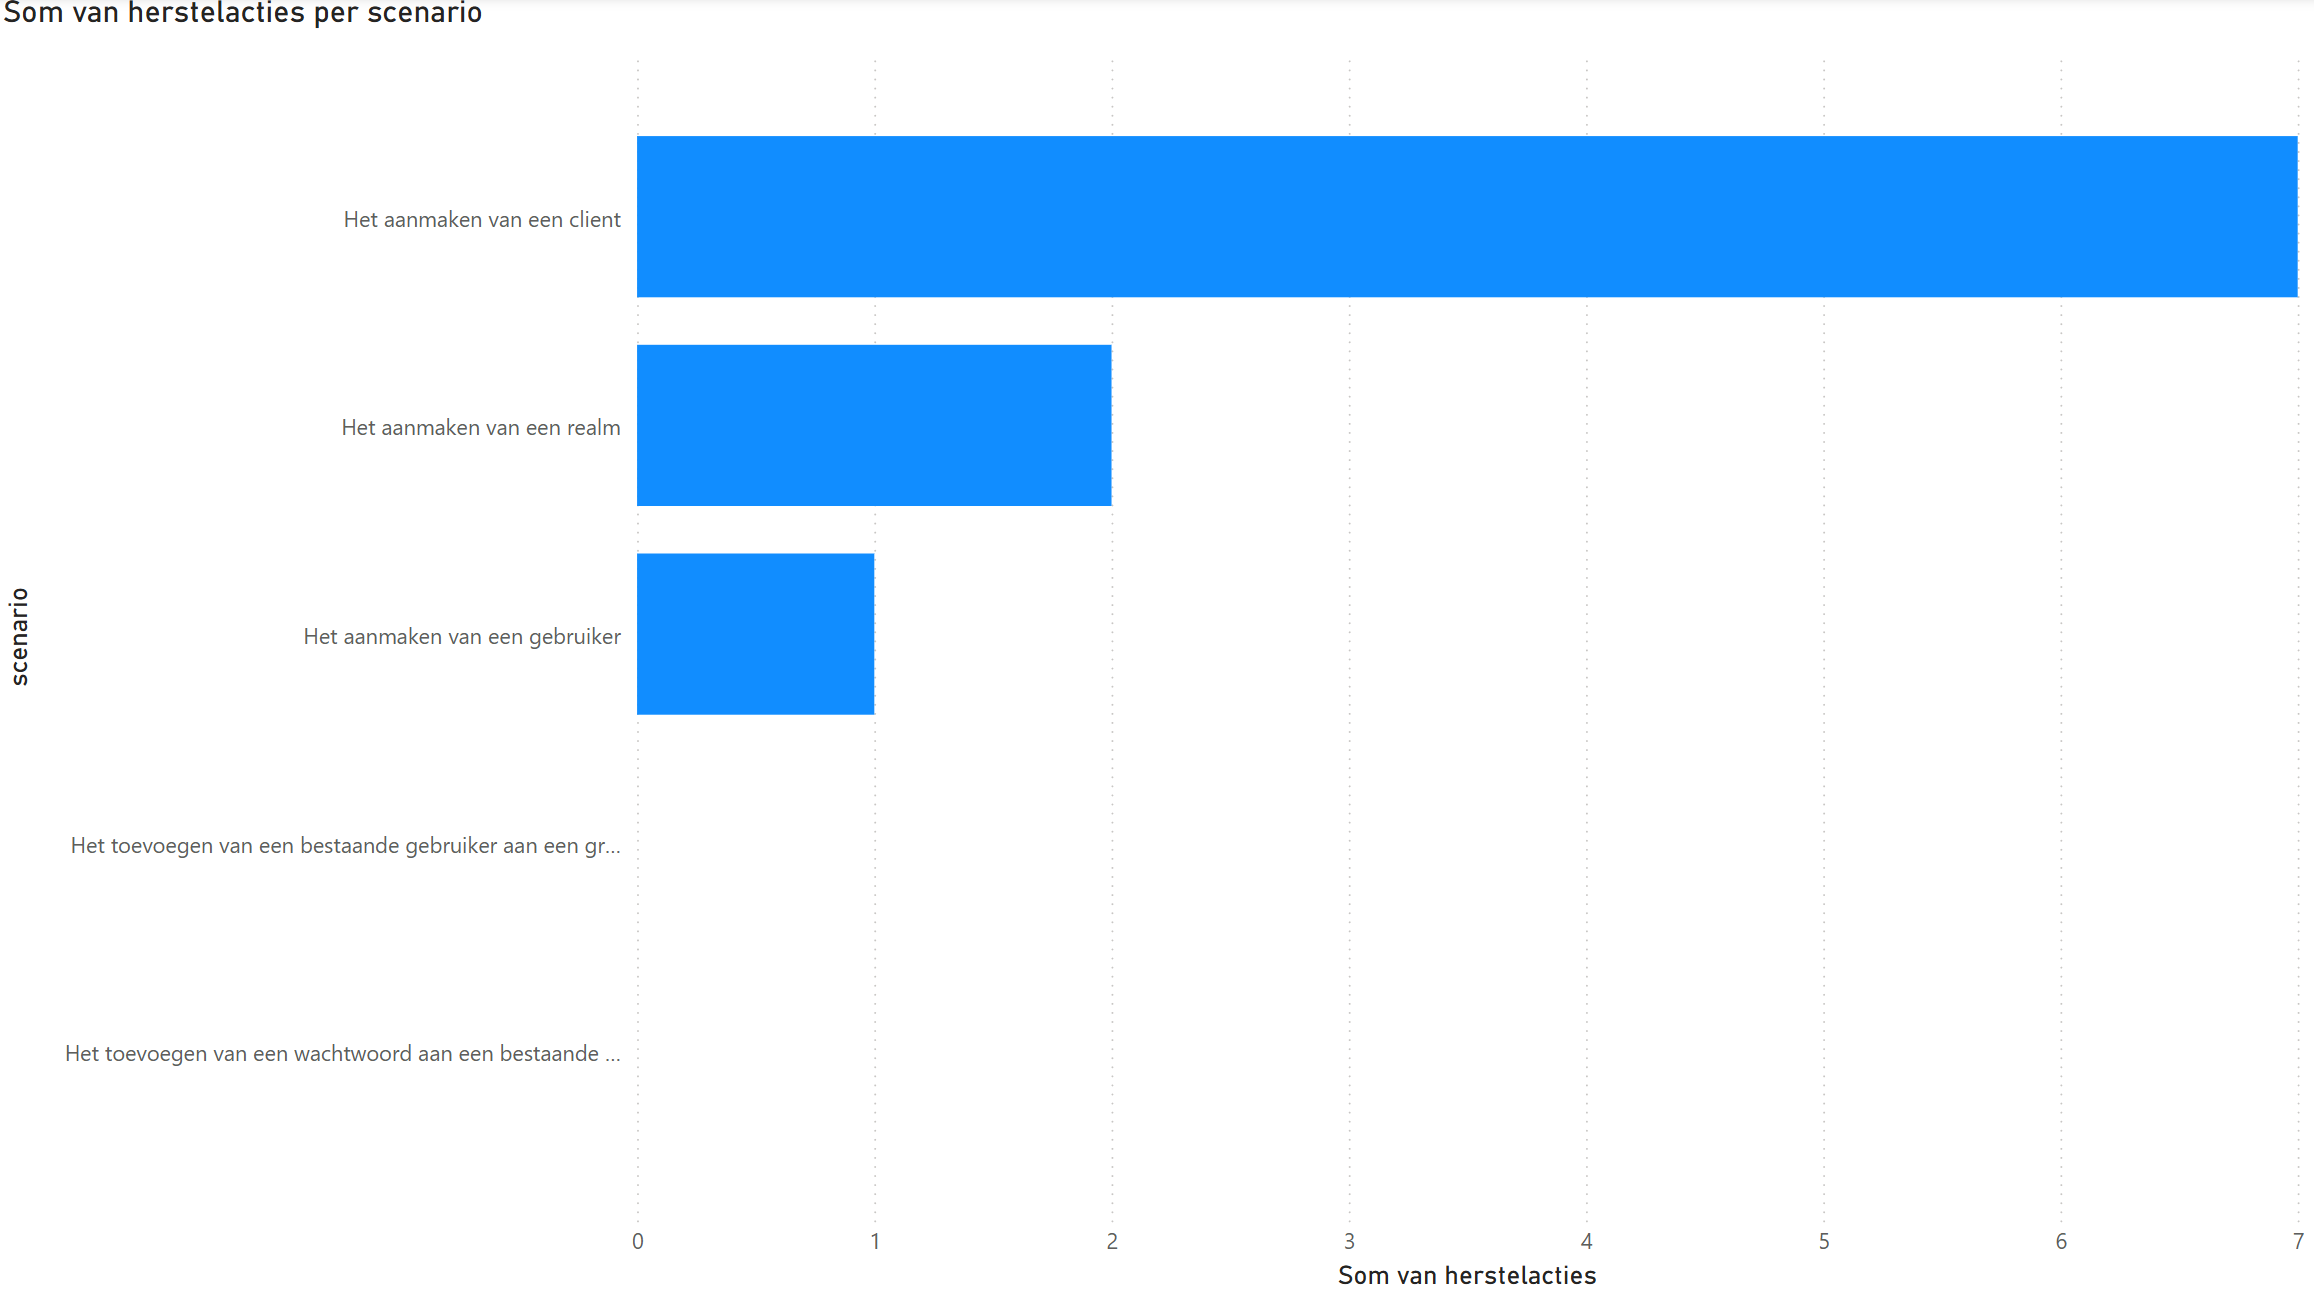 Som van herstelacties per scenario
scenario
Het aanmaken van een client
Het aanmaken van een realm
Het aanmaken van een gebruiker
Het toevoegen van een bestaande gebruiker aan een gr...
Het toevoegen van een wachtwoord aan een bestaande ...
0 1 2 3 4 5 6 7
Som van herstelacties